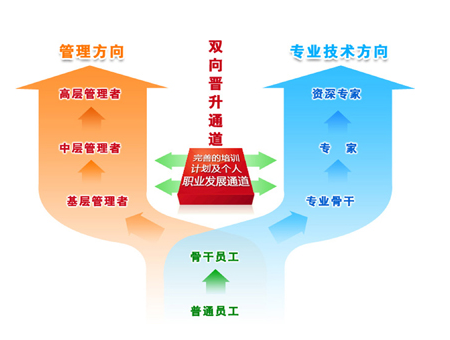 管理方向
双向晋升通道
专业技术方向
高层管理者
资深专家
中层管理者
专 家
完善的培训
计划及个人
职业发展通道
基层管理者
专业骨干
骨干员工
普通员工